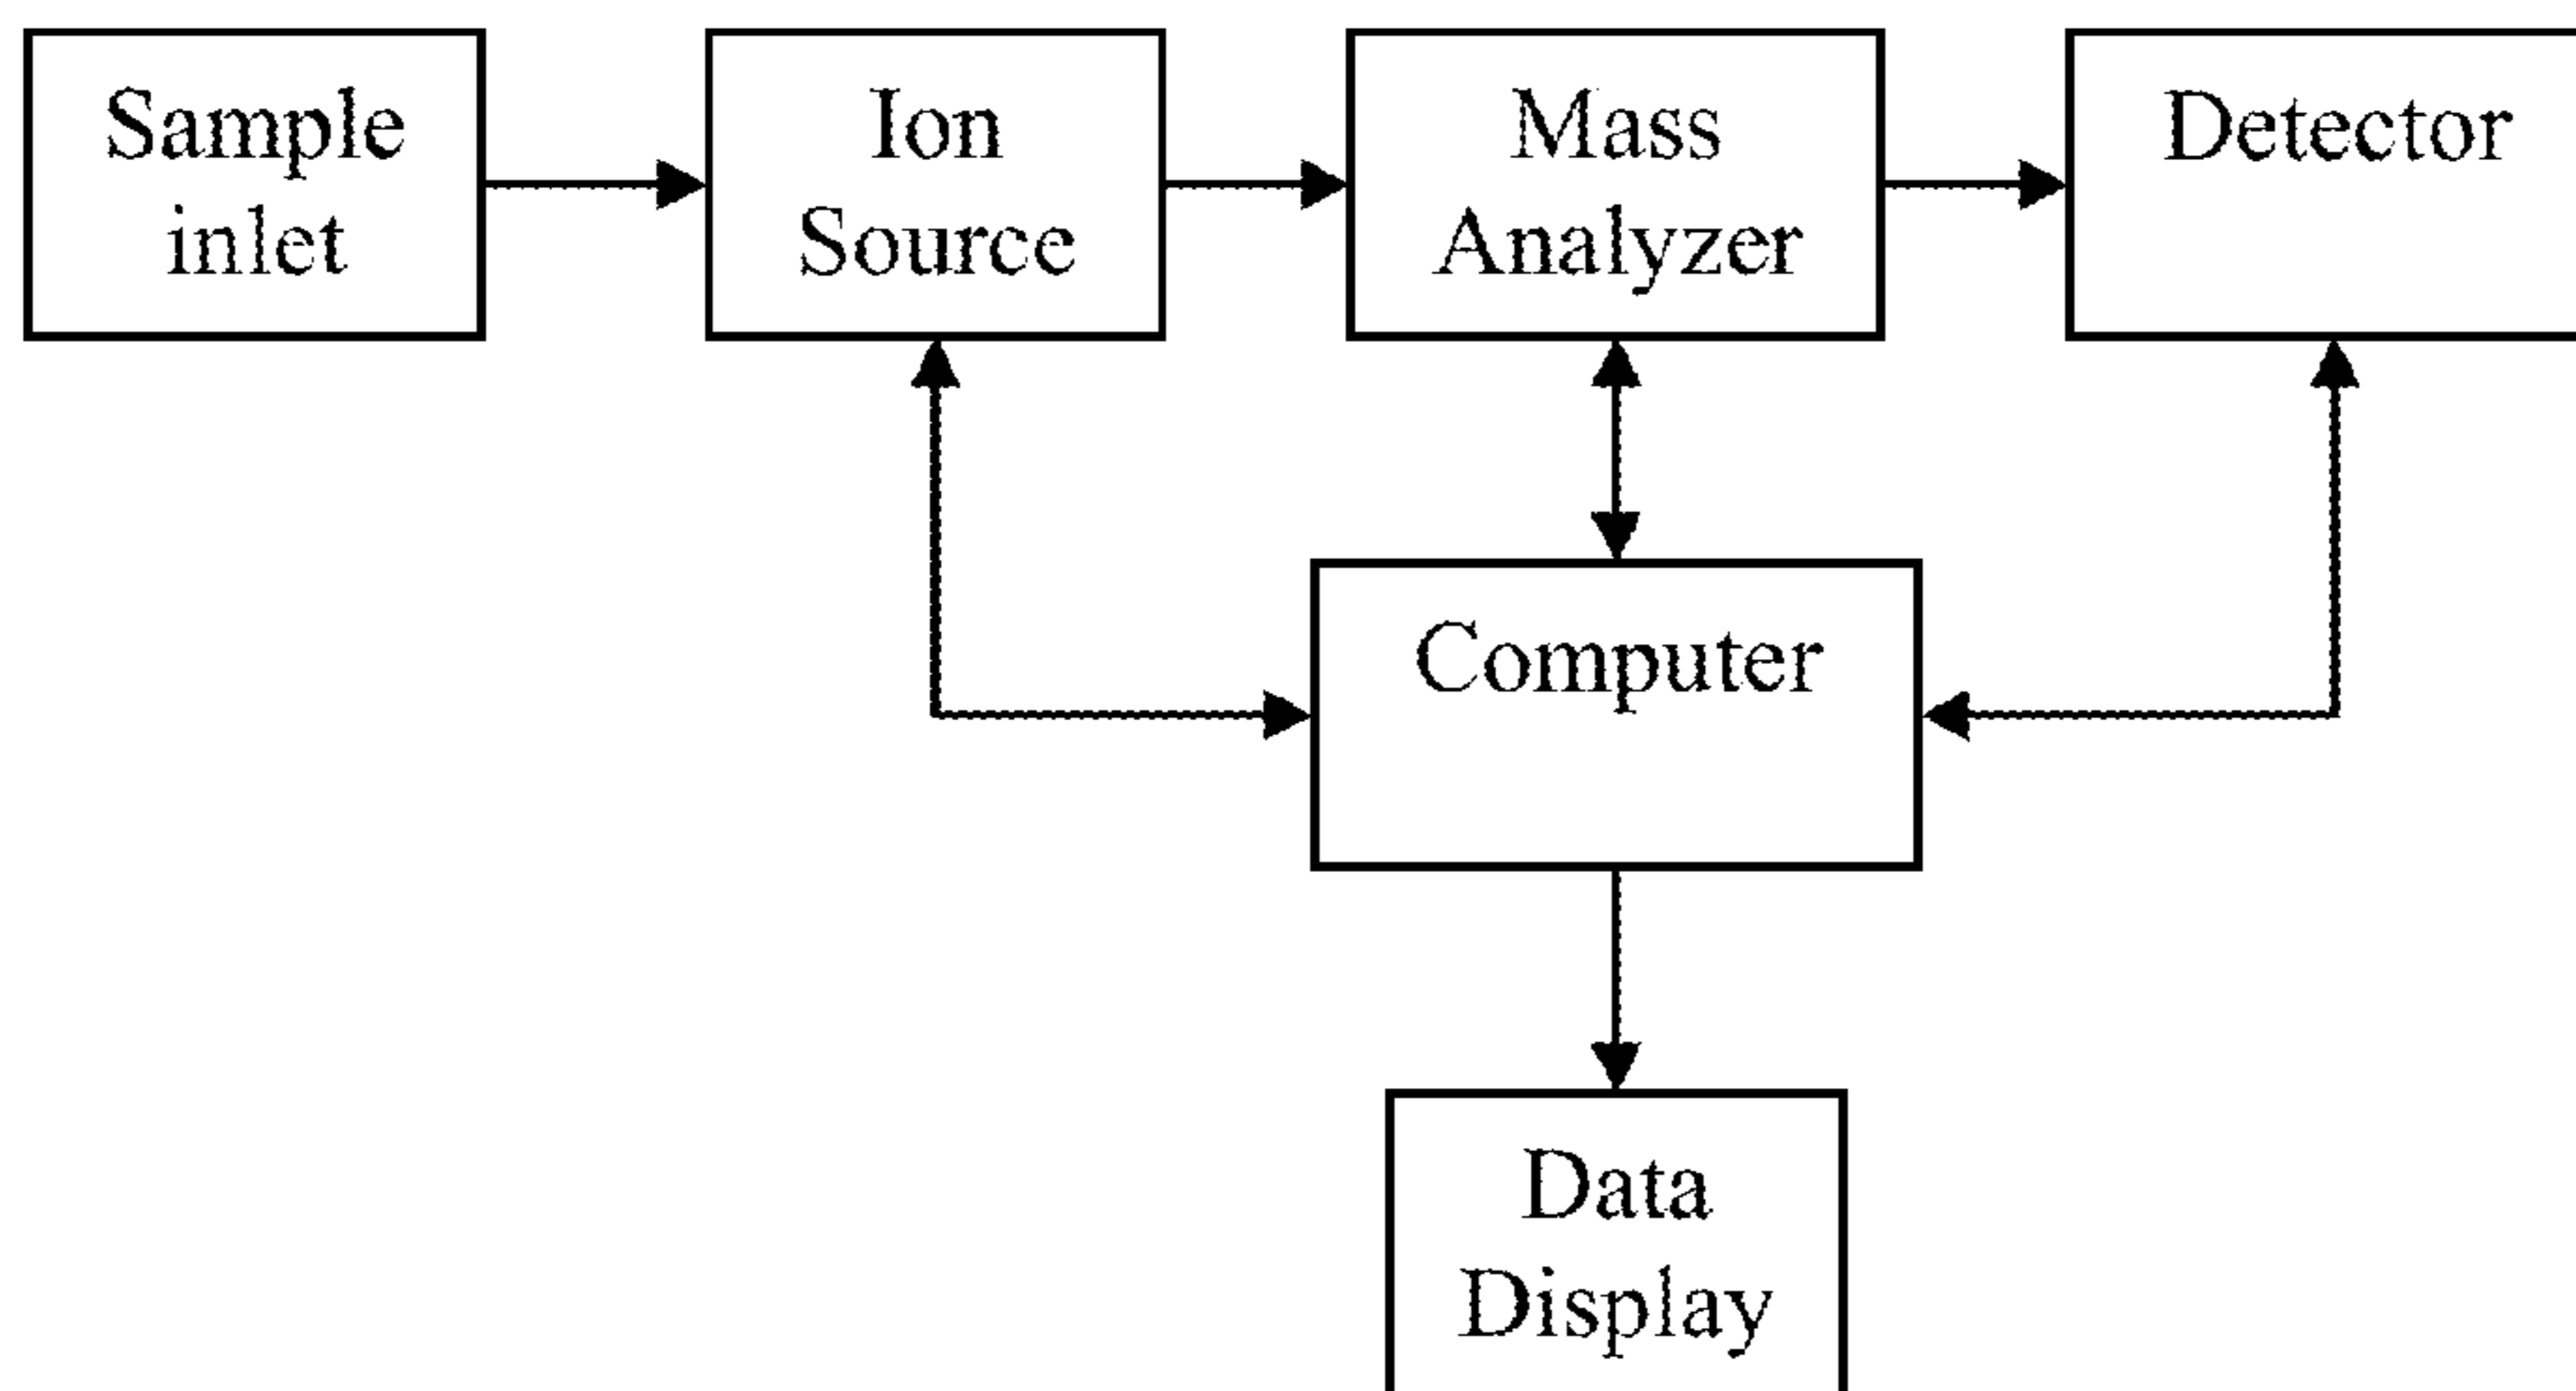 Sample
inlet
Ion
Source
Mass
Analyzer
Detector
Computer
Data
Display